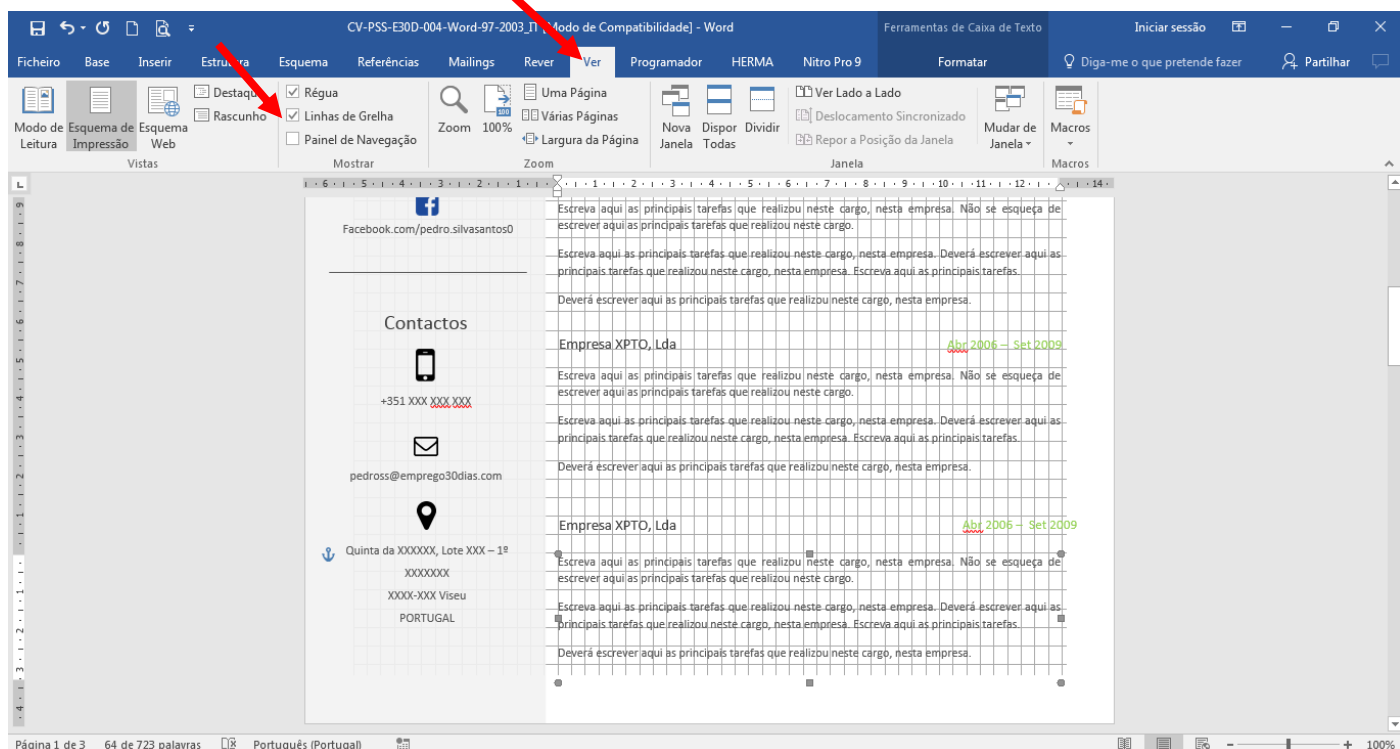 CV-PSS-E30D-004-Word-97-2003_IT [Modo de Compatibilidade] - Word
Ferramentas de Caixa de Texto
Iniciar sessão
Ficheiro Base Inserir Estrutura Esquema Referências Mailings Rever Ver Programador HERMA Nitro Pro 9 Formatar Diga-me o que pretende fazer Partilhar
Modo de Leitura
Esquema de Impressão
Esquema Web
Destaque
Rascunho
Vistas
Régua
Linhas de Grelha
Painel de Navegação
Mostrar
Zoom
100%
Uma Página
Várias Páginas
Largura da Página
Zoom
Nova Janela
Dispor Todas
Dividir
Ver Lado a Lado
Deslocamento Sincronizado
Repor a Posição da Janela
Mudar de Janela
Janela
Macros
Macros
Facebook.com/pedro.silvasantos0
Contactos
+351 XXX XXX XXX
pedross@emprego30dias.com
Quinta da XXXXXX, Lote XXX – 1º
XXXXXXX
XXXX-XXX Viseu
PORTUGAL
Escreva aqui as principais tarefas que realizou neste cargo, nesta empresa. Não se esqueça de
escrever aqui as principais tarefas que realizou neste cargo.
Escreva aqui as principais tarefas que realizou neste cargo, nesta empresa. Deverá escrever aqui as
principais tarefas que realizou neste cargo, nesta empresa. Escreva aqui as principais tarefas.
Deverá escrever aqui as principais tarefas que realizou neste cargo, nesta empresa.
Empresa XPTO, Lda Abr 2006 – Set 2009
Escreva aqui as principais tarefas que realizou neste cargo, nesta empresa. Não se esqueça de
escrever aqui as principais tarefas que realizou neste cargo.
Escreva aqui as principais tarefas que realizou neste cargo, nesta empresa. Deverá escrever aqui as
principais tarefas que realizou neste cargo, nesta empresa. Escreva aqui as principais tarefas.
Deverá escrever aqui as principais tarefas que realizou neste cargo, nesta empresa.
Empresa XPTO, Lda Abr 2006 – Set 2009
Escreva aqui as principais tarefas que realizou neste cargo, nesta empresa. Não se esqueça de
escrever aqui as principais tarefas que realizou neste cargo.
Escreva aqui as principais tarefas que realizou neste cargo, nesta empresa. Deverá escrever aqui as
principais tarefas que realizou neste cargo, nesta empresa. Escreva aqui as principais tarefas.
Deverá escrever aqui as principais tarefas que realizou neste cargo, nesta empresa.
Página 1 de 3 64 de 723 palavras Português (Portugal) 100%